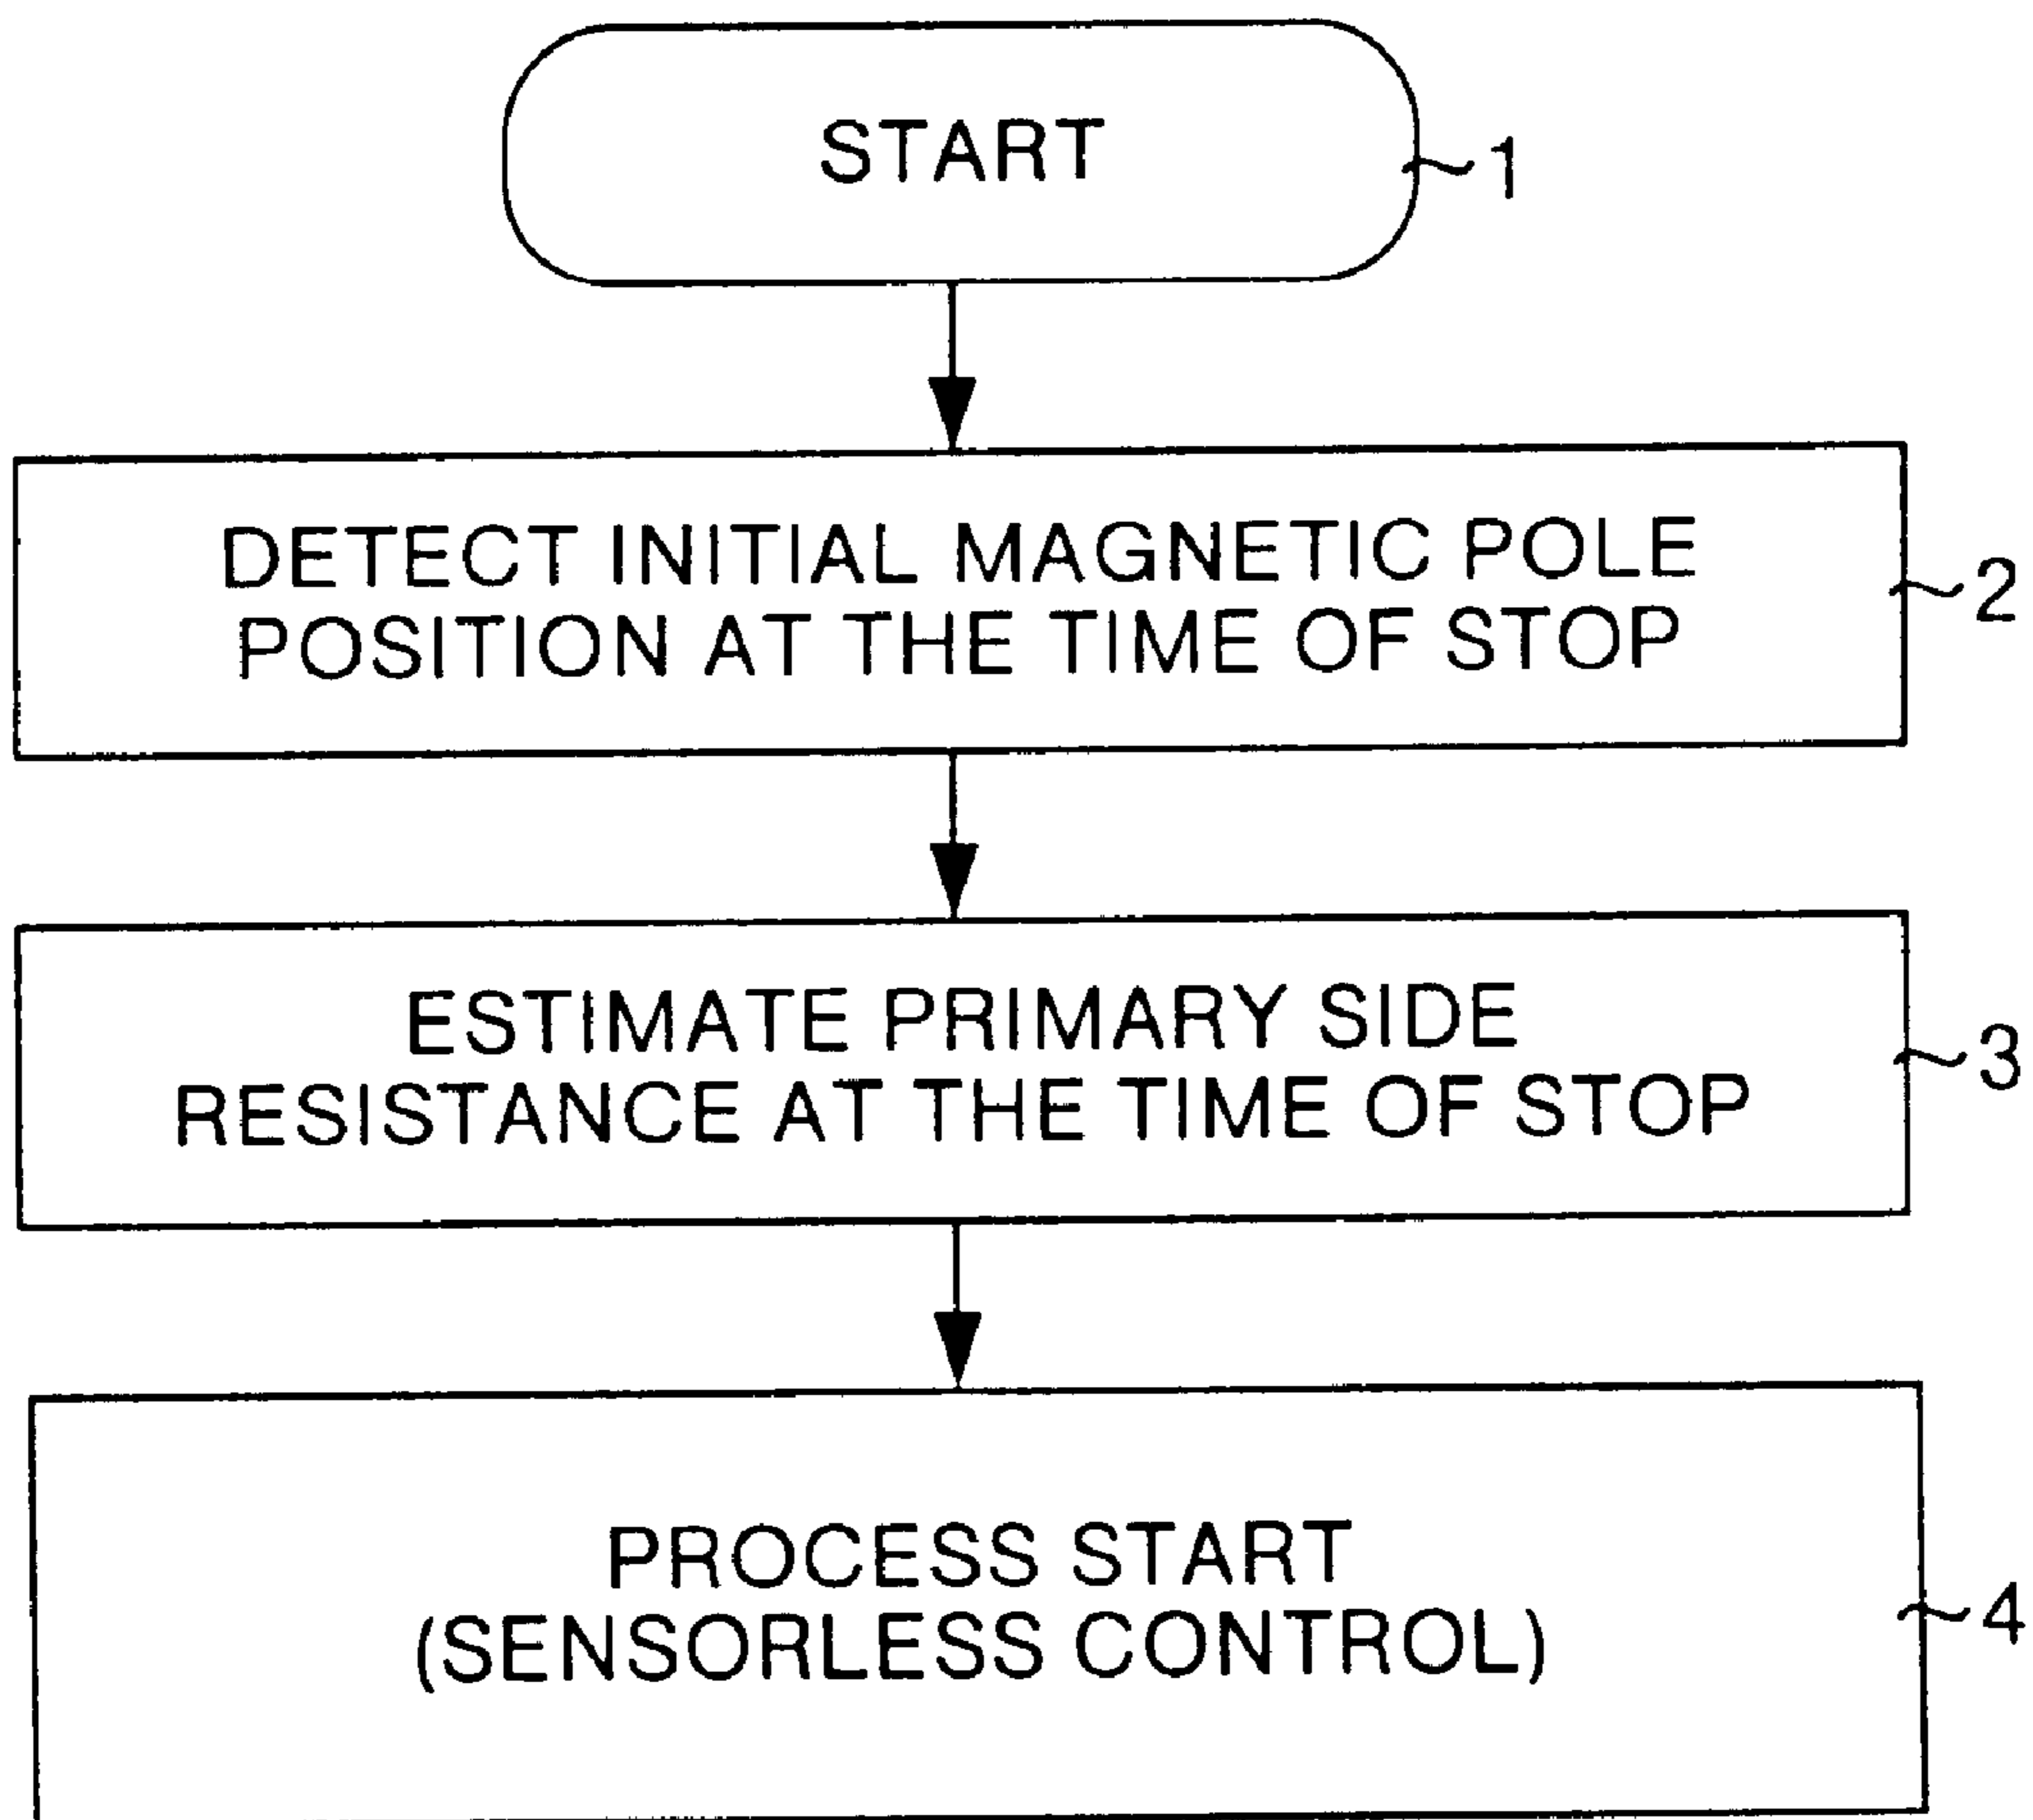 START
1
DETECT INITIAL MAGNETIC POLE
POSITION AT THE TIME OF STOP
2
ESTIMATE PRIMARY SIDE
RESISTANCE AT THE TIME OF STOP
3
PROCESS START
(SENSORLESS CONTROL)
4